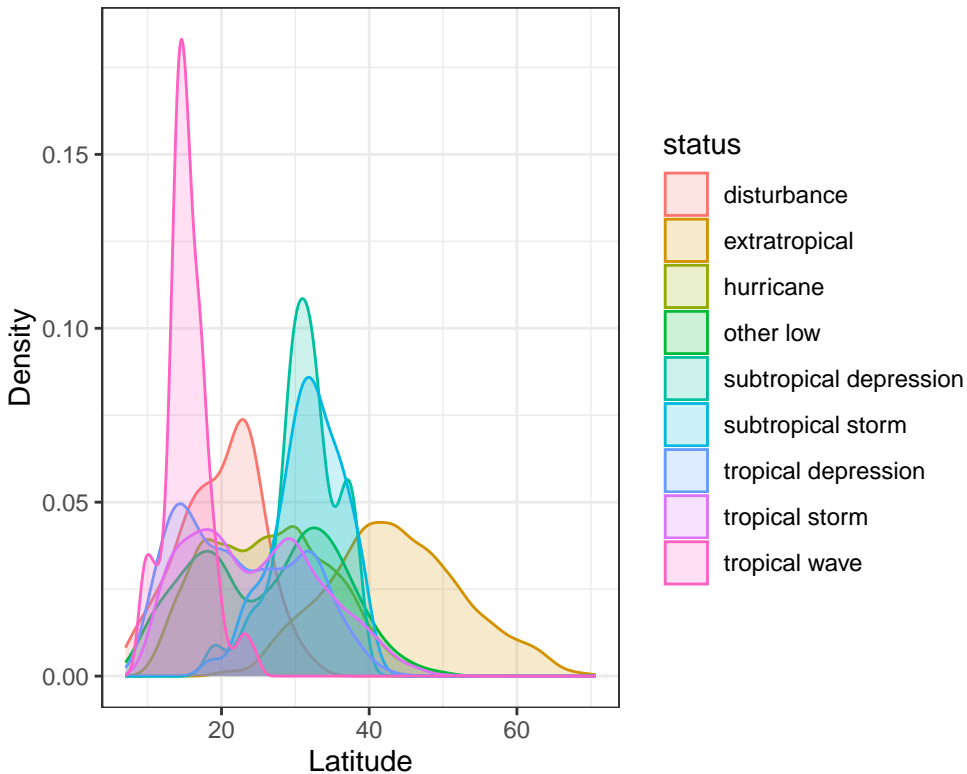 0.15
0.10
0.05
0.00
Density
20
40
60
Latitude
status
disturbance
extratropical
hurricane
other low
subtropical depression
subtropical storm
tropical depression
tropical storm
tropical wave